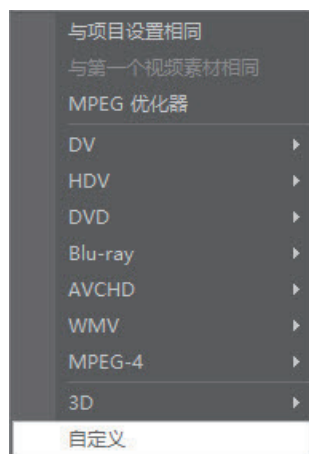 与项目设置相同
与第一个视频素材相同
MPEG 优化器
DV
HDV
DVD
Blu-ray
AVCHD
WMV
MPEG-4
3D
自定义